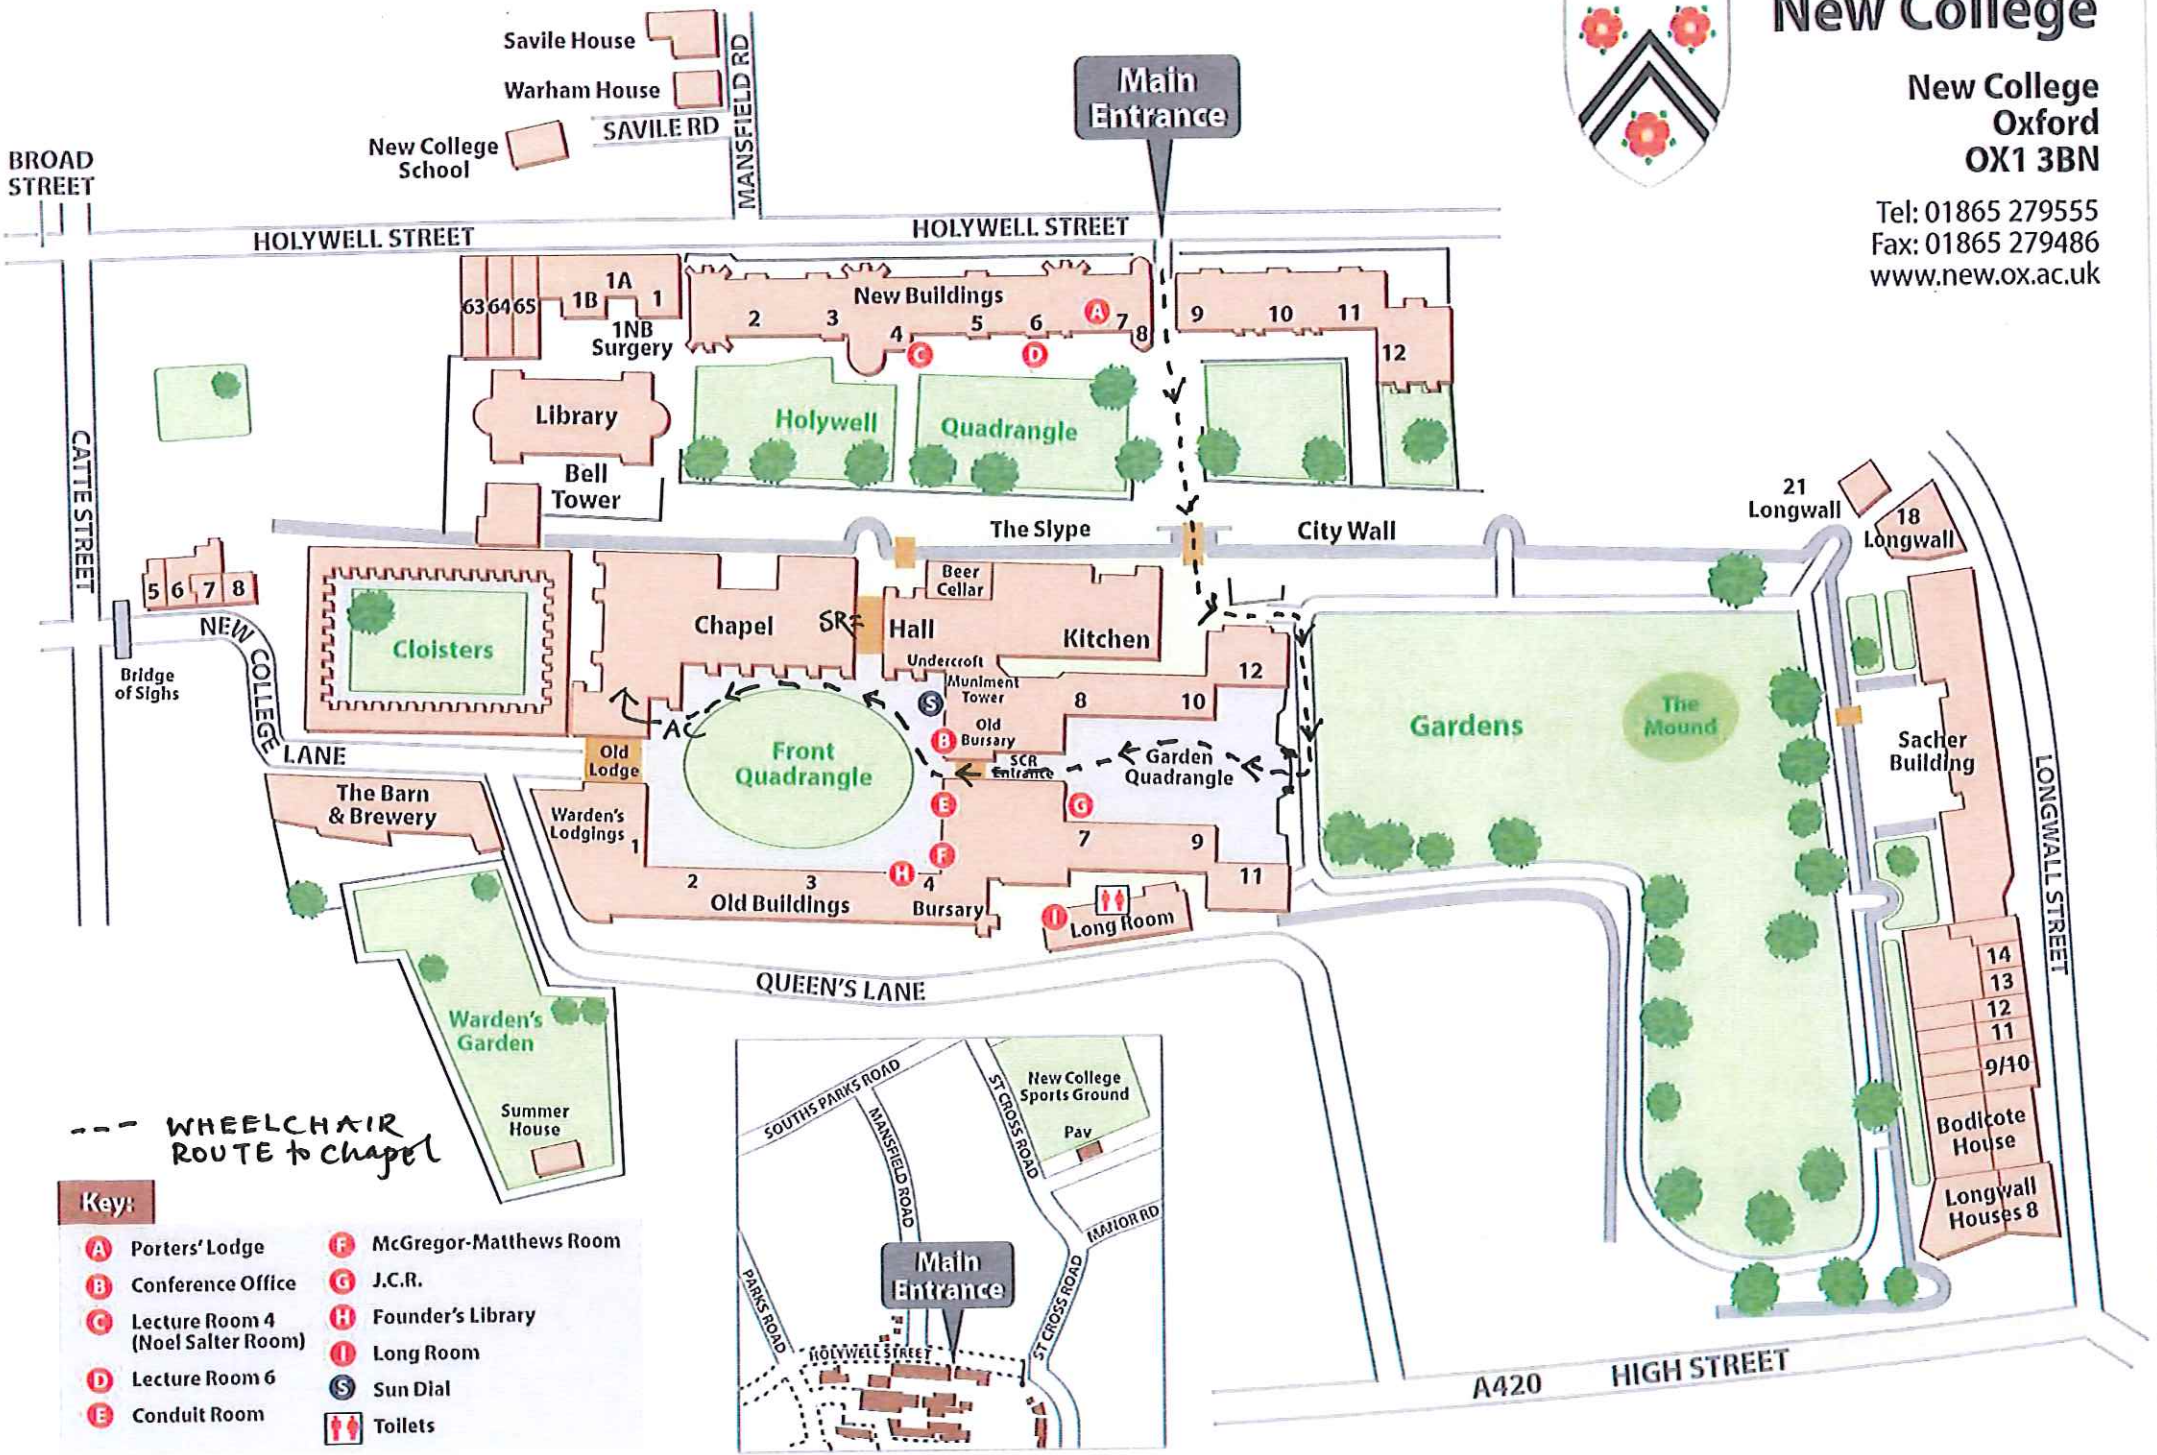 New College
New College
Oxford
OX1 3BN
Tel: 01865 279555
Fax: 01865 279486
www.new.ox.ac.uk
Savile House
Warham House
SAVILE RD
MANSFIELD RD
New College
School
Main
Entrance
BROAD
STREET
HOLYWELL STREET
HOLYWELL STREET
63 64 65
1A
1B
1
1NB
Surgery
New Buildings
2
3
4
5
6
A
7
8
C
D
9
10
11
12
Library
Bell
Tower
Holywell
Quadrangle
CATTE STREET
The Slype
City Wall
21
Longwall
18
Longwall
5 6 7 8
NEW COLLEGE
LANE
Bridge
of Sighs
Cloisters
Chapel
SR=
Hall
Beer
Cellar
Kitchen
Undercroft
Muniment
Tower
S
Old
Bursary
B
SCR
Entrance
8
10
12
AC
Old
Lodge
Front
Quadrangle
Garden
Quadrangle
Gardens
The
Mound
Sacher
Building
LONGWALL STREET
The Barn
& Brewery
Warden's
Lodgings
1
E
G
F
H
7
9
11
2
3
4
Old Buildings
Bursary
I
Long Room
QUEEN'S LANE
14
13
12
11
9/10
Bodicote
House
Longwall
Houses 8
Warden's
Garden
Summer
House
--- WHEELCHAIR
ROUTE to Chapel
Key:
A Porters' Lodge
B Conference Office
C Lecture Room 4
(Noel Salter Room)
D Lecture Room 6
E Conduit Room
F McGregor-Matthews Room
G J.C.R.
H Founder's Library
I Long Room
S Sun Dial
Toilets
SOUTHS PARKS ROAD
MANSFIELD ROAD
ST CROSS ROAD
New College
Sports Ground
Pav
MANOR RD
PARKS ROAD
Main
Entrance
ST CROSS ROAD
HOLYWELL STREET
A420
HIGH STREET